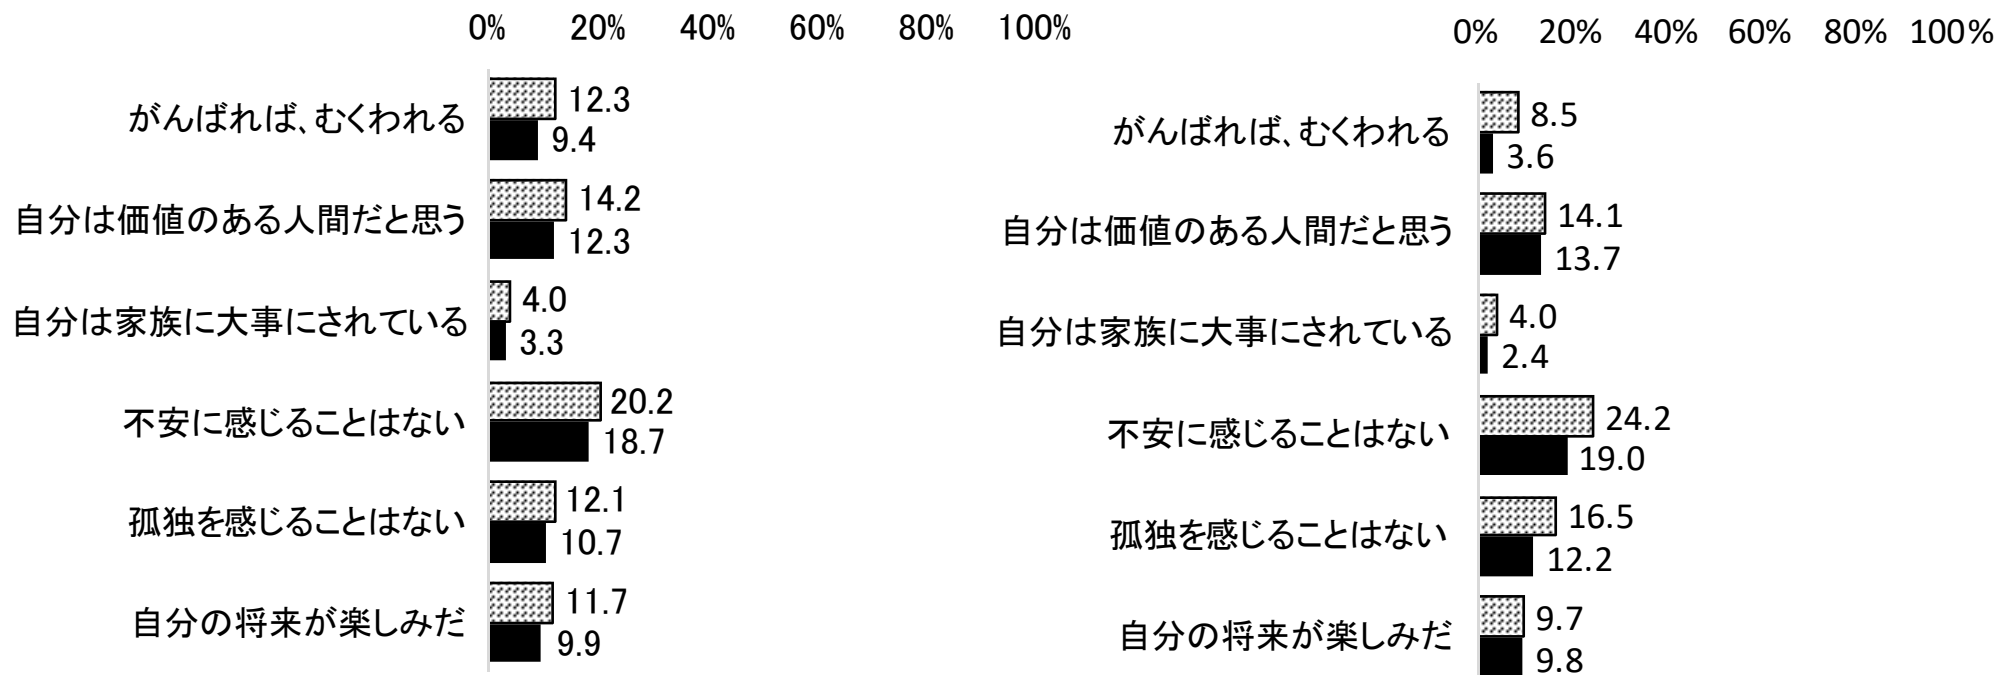 0% 20% 40% 60% 80% 100%
がんばれば、むくわれる 12.3
9.4
自分は価値のある人間だと思う 14.2
12.3
自分は家族に大事にされている 4.0
3.3
不安に感じることはない 20.2
18.7
孤独を感じることはない 12.1
10.7
自分の将来が楽しみだ 11.7
9.9
0% 20% 40% 60% 80% 100%
がんばれば、むくわれる 8.5
3.6
自分は価値のある人間だと思う 14.1
13.7
自分は家族に大事にされている 4.0
2.4
不安に感じることはない 24.2
19.0
孤独を感じることはない 16.5
12.2
自分の将来が楽しみだ 9.7
9.8